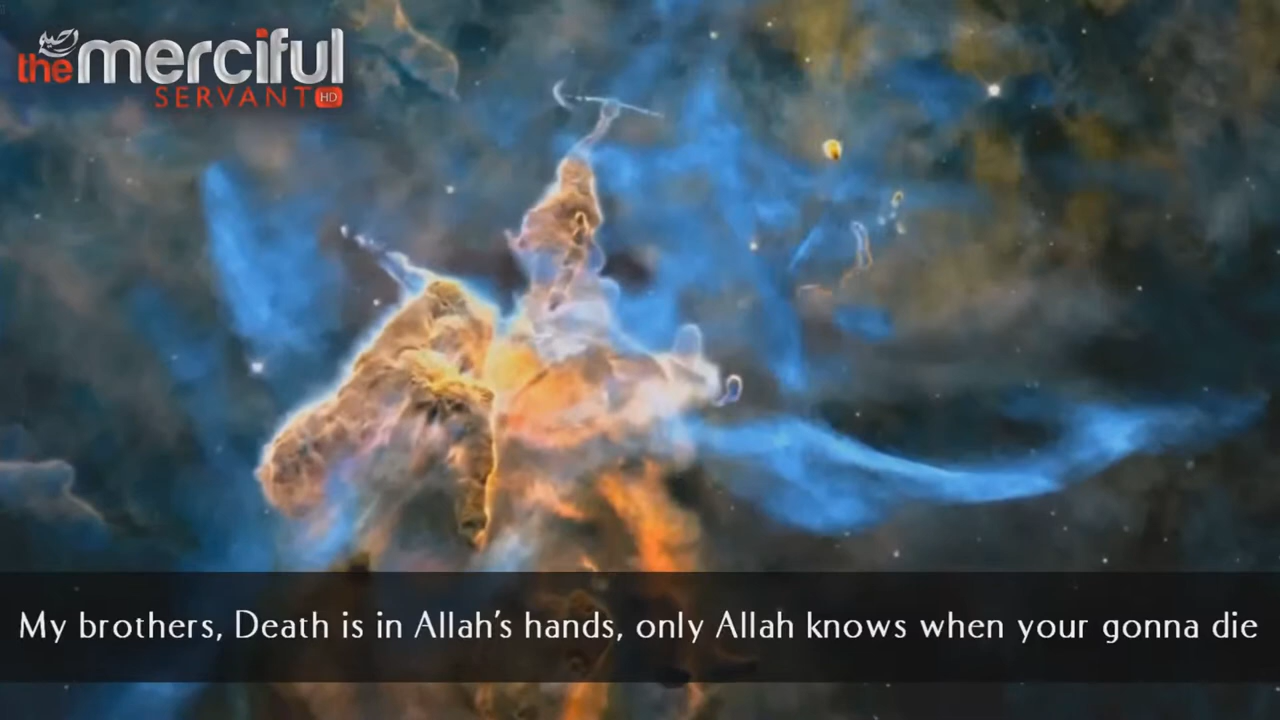 the merciful
SERVANT HD
My brothers, Death is in Allah's hands, only Allah knows when your gonna die